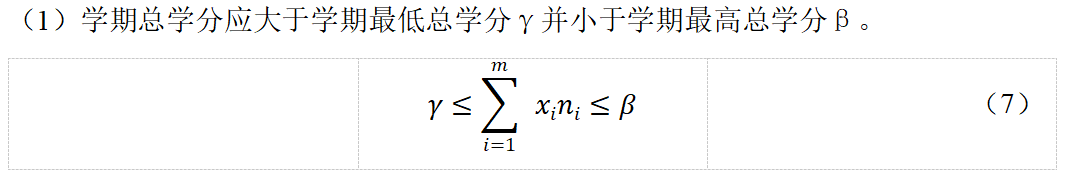 （1）学期总学分应大于学期最低总学分γ并小于学期最高总学分β。
γ ≤ ∑_{i=1}^{m} x_i n_i ≤ β （7）